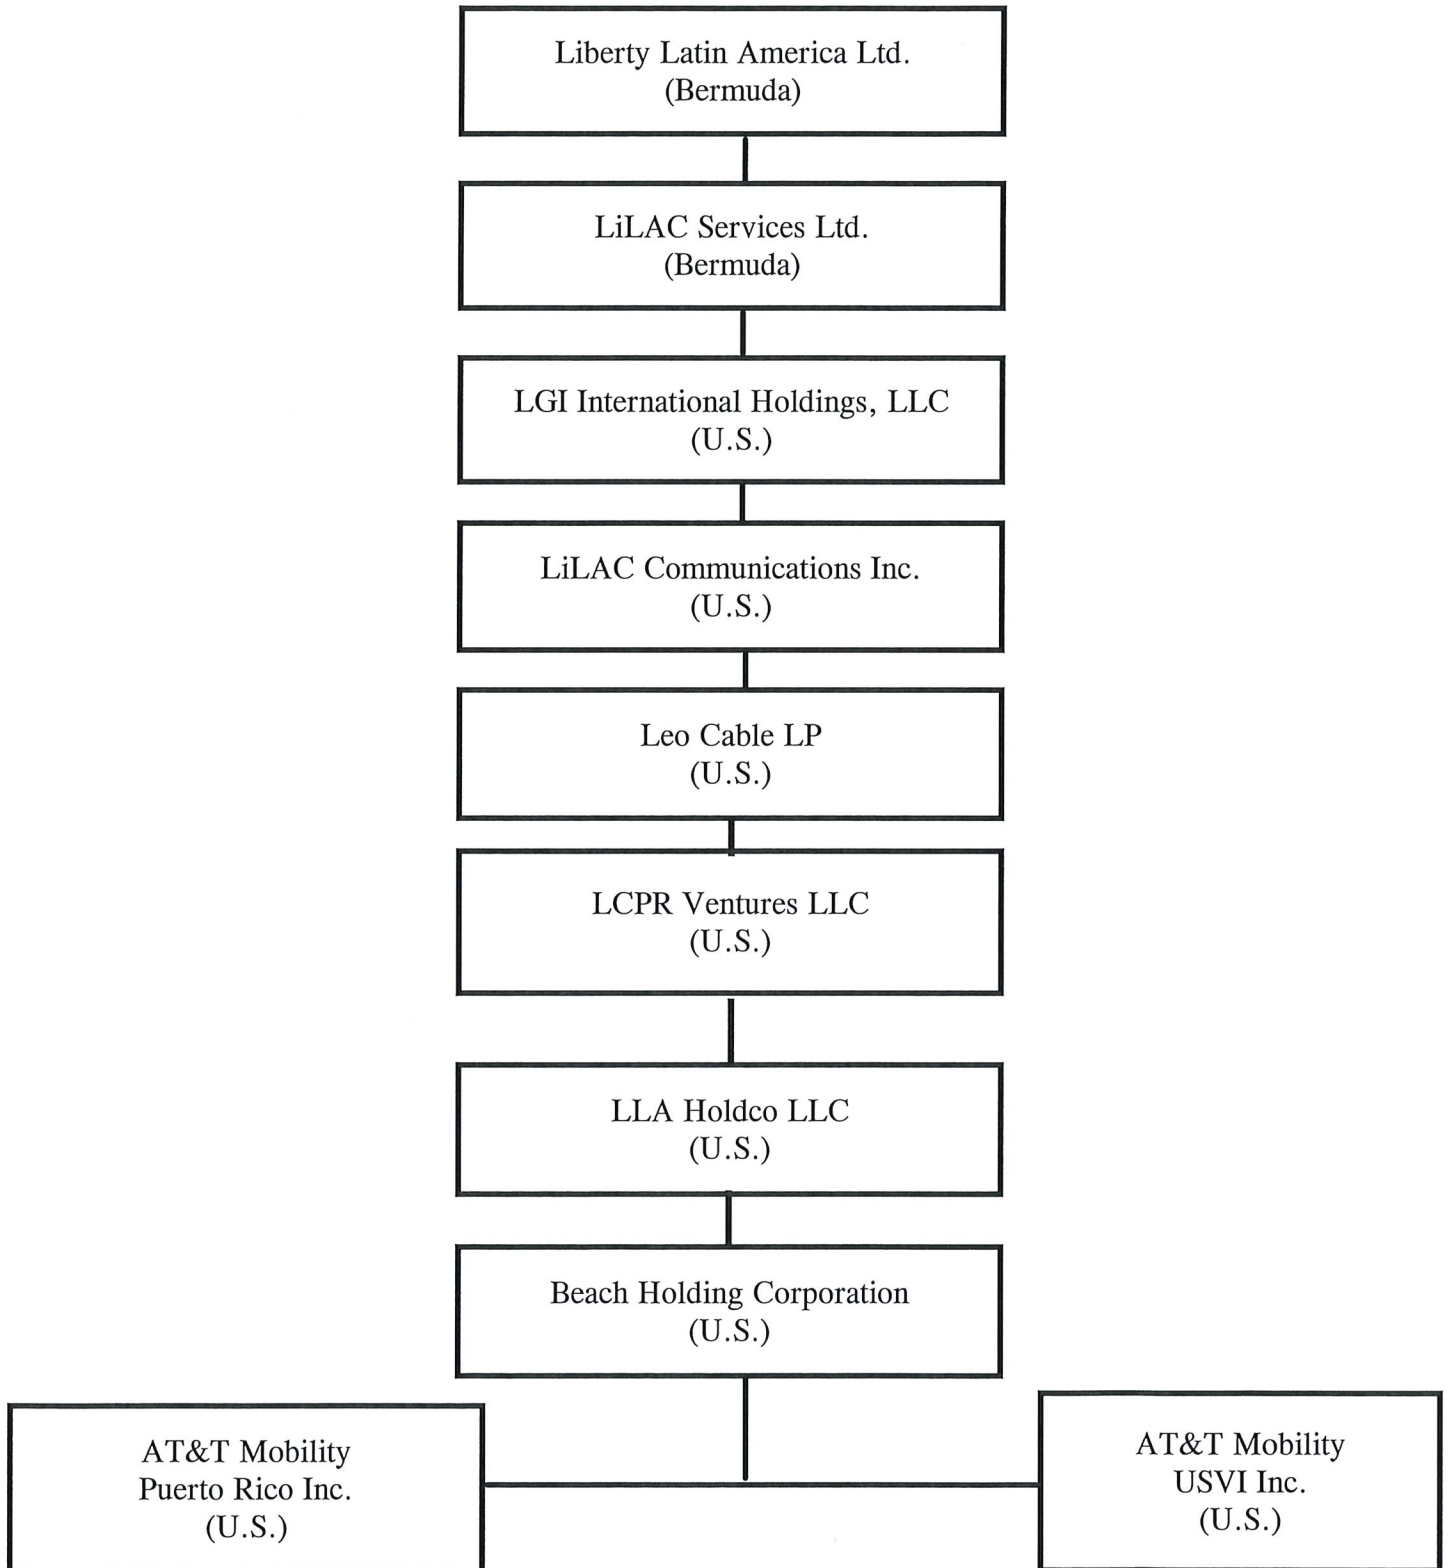 Liberty Latin America Ltd.
(Bermuda)
LiLAC Services Ltd.
(Bermuda)
LGI International Holdings, LLC
(U.S.)
LiLAC Communications Inc.
(U.S.)
Leo Cable LP
(U.S.)
LCPR Ventures LLC
(U.S.)
LLA Holdco LLC
(U.S.)
Beach Holding Corporation
(U.S.)
AT&T Mobility
Puerto Rico Inc.
(U.S.)
AT&T Mobility
USVI Inc.
(U.S.)